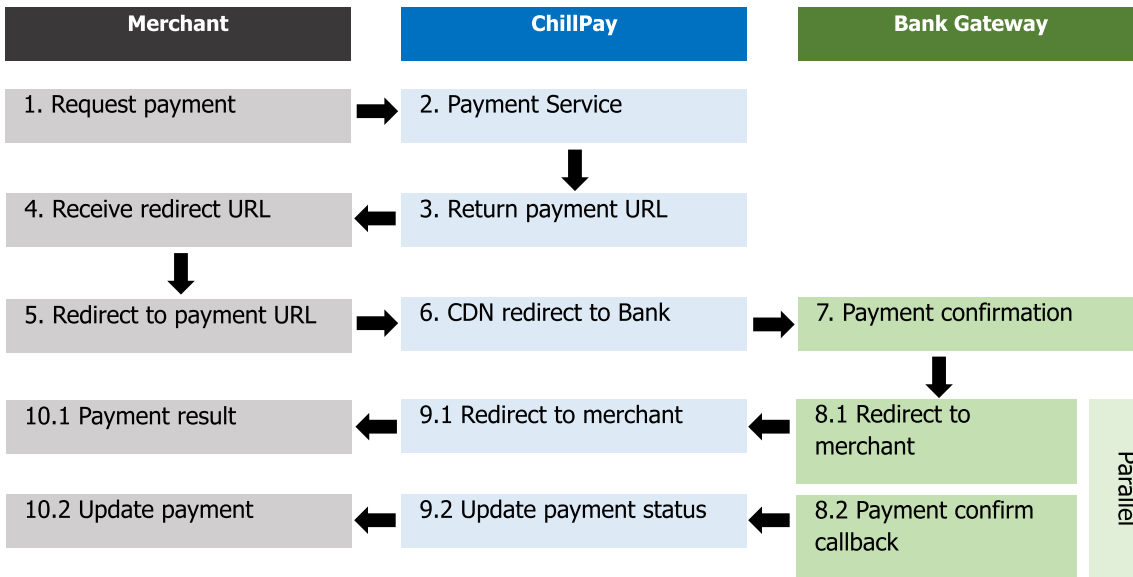 Merchant
ChillPay
Bank Gateway
1. Request payment
2. Payment Service
4. Receive redirect URL
3. Return payment URL
5. Redirect to payment URL
6. CDN redirect to Bank
7. Payment confirmation
10.1 Payment result
9.1 Redirect to merchant
8.1 Redirect to
merchant
10.2 Update payment
9.2 Update payment status
8.2 Payment confirm
callback
Parallel